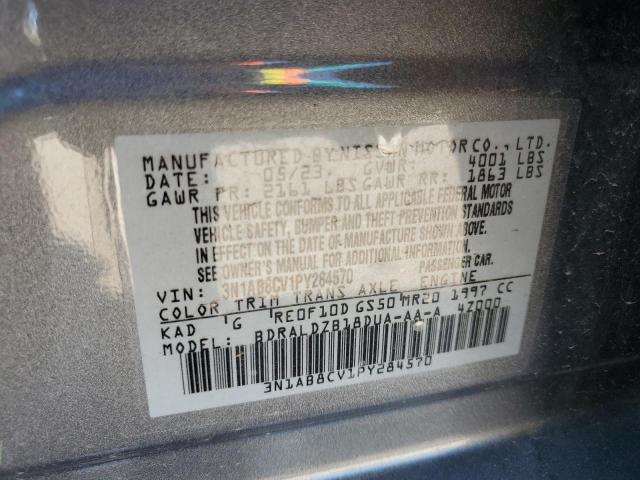 MANUFACTURED BY NISSAN MOTOR CO., LTD.
DATE: 05/23 GVWR: 4001 LBS
GAWR FR: 2161 LBS GAWR RR: 1863 LBS
THIS VEHICLE CONFORMS TO ALL APPLICABLE FEDERAL MOTOR
VEHICLE SAFETY, BUMPER AND THEFT PREVENTION STANDARDS
IN EFFECT ON THE DATE OF MANUFACTURE SHOWN ABOVE.
SEE OWNER'S MANUAL FOR ADDITIONAL INFORMATION.
VIN: 3N1AB8CV1PY284570 PASSENGER CAR.
COLOR TRIM TRANS AXLE ENGINE
KAD G RE0F10D GS50 MR20 1997 CC
MODEL: BDRALDZB18DUA-AA-A 4Z000
3N1AB8CV1PY284570